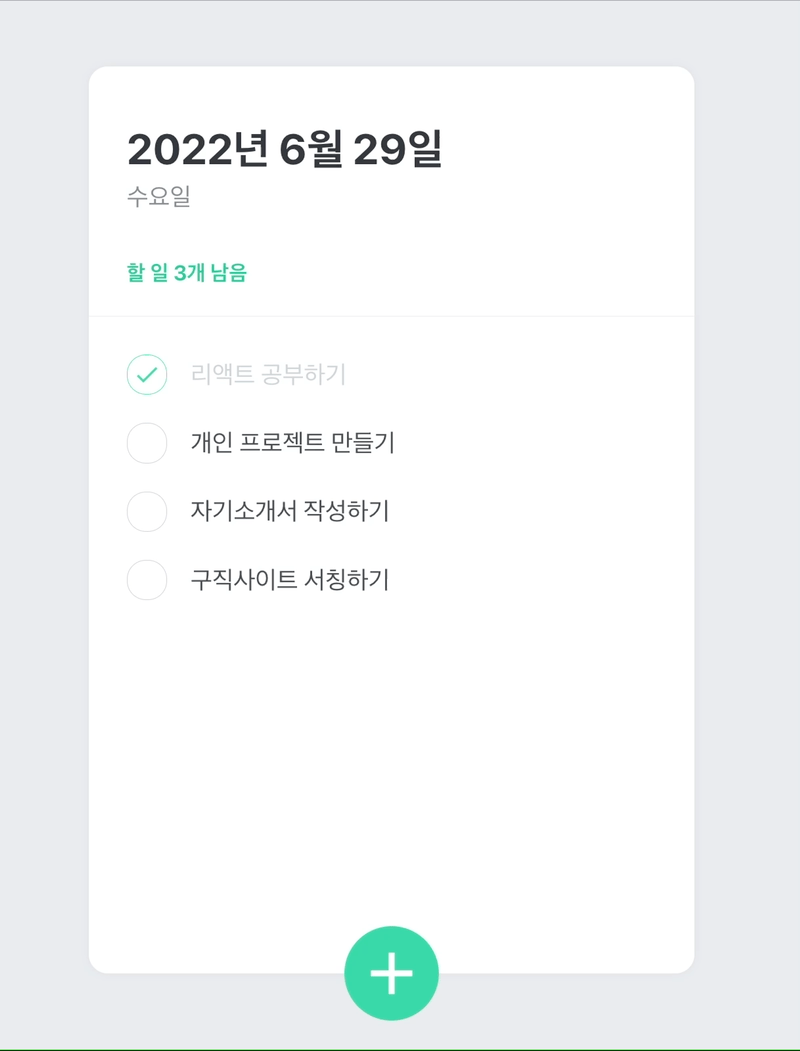 2022년 6월 29일
수요일
할 일 3개 남음
리액트 공부하기
개인 프로젝트 만들기
자기소개서 작성하기
구직사이트 서칭하기